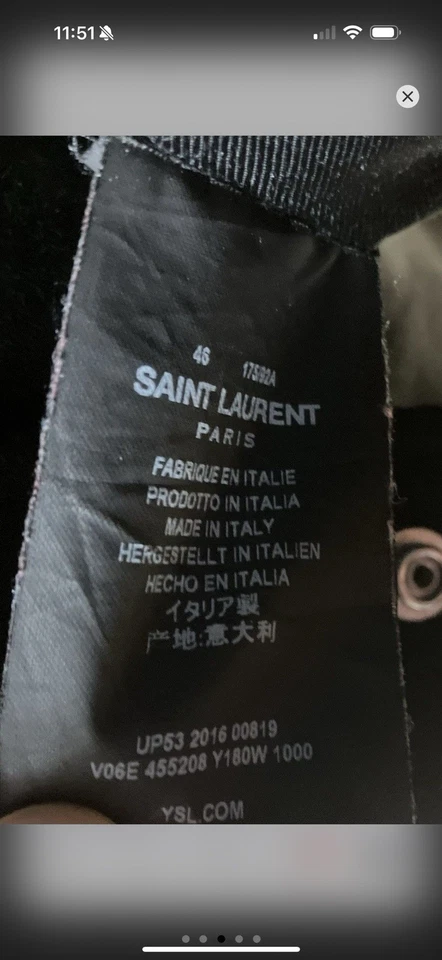 11:51
46 175/92A
SAINT LAURENT
PARIS
FABRIQUE EN ITALIE
PRODOTTO IN ITALIA
MADE IN ITALY
HERGESTELLT IN ITALIEN
HECHO EN ITALIA
イタリア製
产地:意大利
UP53 2016 00819
V06E 455208 Y180W 1000
YSL.COM